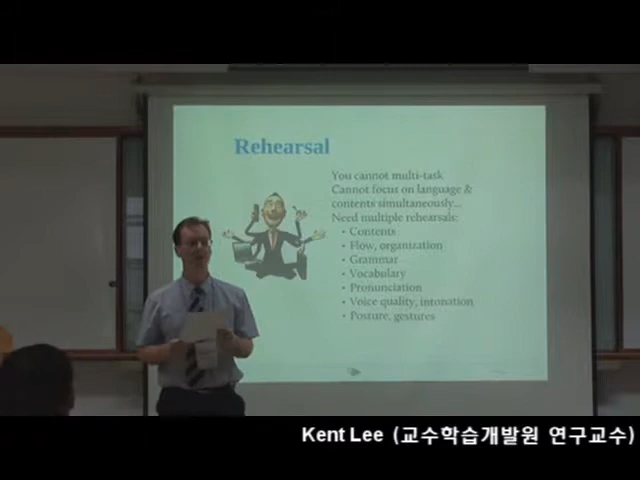 Rehearsal
You cannot multi-task
Cannot focus on language &
contents simultaneously...
Need multiple rehearsals:
• Contents
• Flow, organization
• Grammar
• Vocabulary
• Pronunciation
• Voice quality, intonation
• Posture, gestures
Kent Lee (교수학습개발원 연구교수)